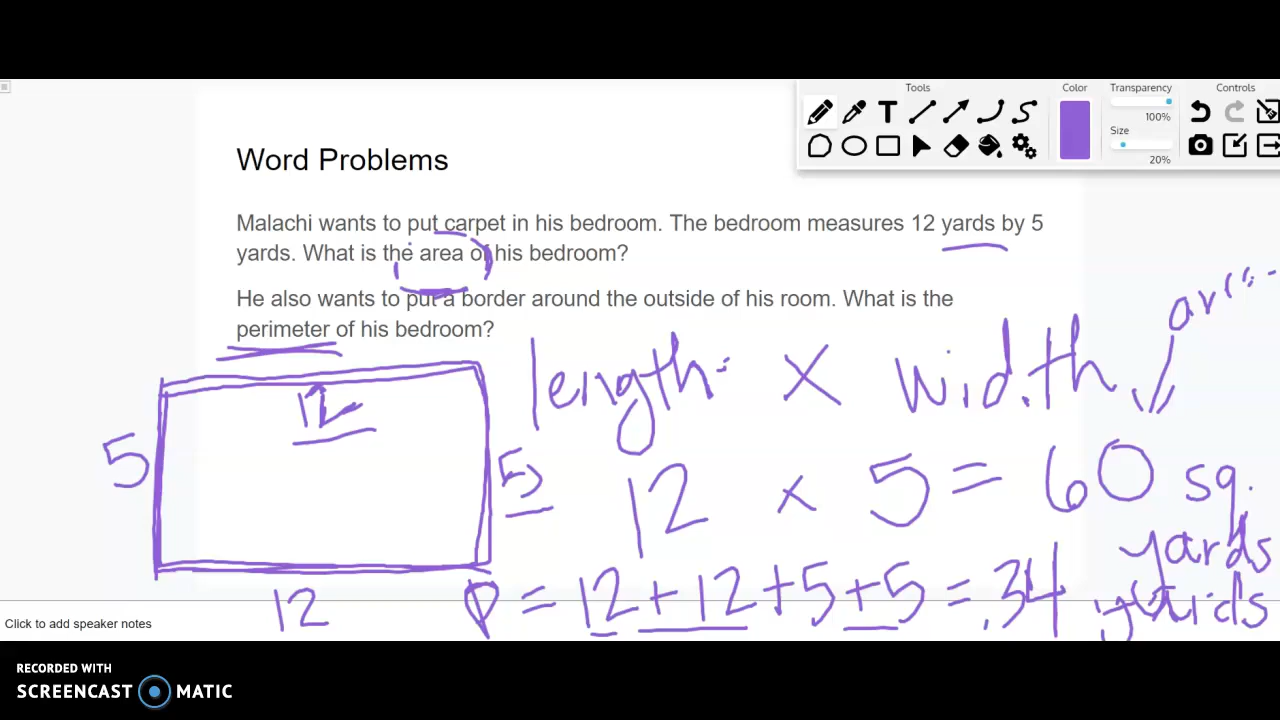 Tools
Color
Transparency
Controls
100%
Size
20%
Word Problems
Malachi wants to put carpet in his bedroom. The bedroom measures 12 yards by 5
yards. What is the area of his bedroom?
He also wants to put a border around the outside of his room. What is the
perimeter of his bedroom?
length x width
12
5
5
12 x 5 = 60 sq.
yards
P = 12 + 12 + 5 + 5 = 34 yards
12
Click to add speaker notes
RECORDED WITH
SCREENCAST MATIC